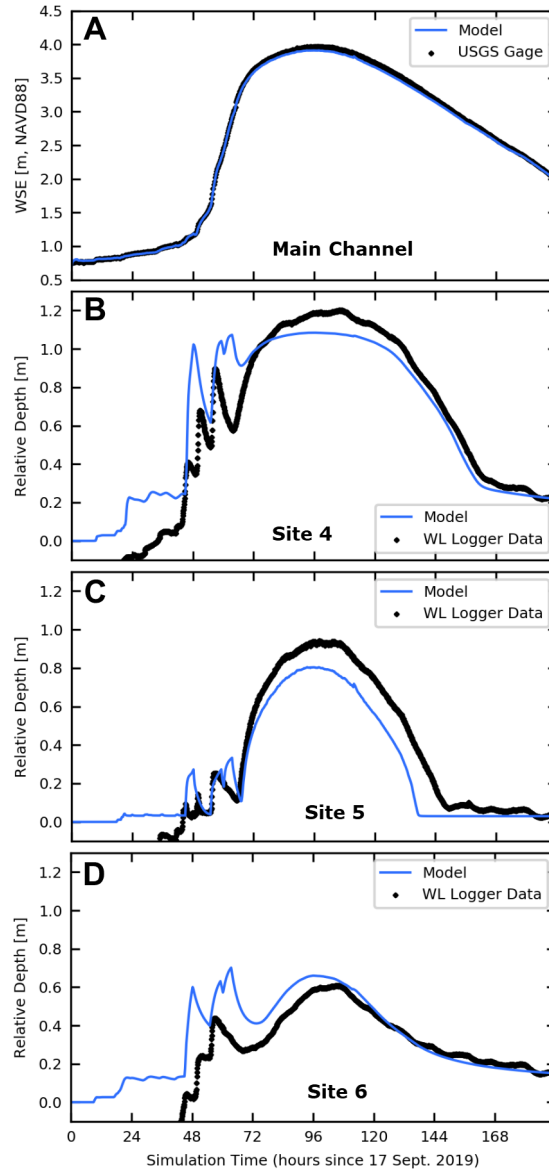 A
4.5
4.0
3.5
3.0
2.5
2.0
1.5
1.0
0.5
WSE [m, NAVD88]
Model
USGS Gage
Main Channel
B
1.2
1.0
0.8
0.6
0.4
0.2
0.0
Relative Depth [m]
Site 4
Model
WL Logger Data
C
1.2
1.0
0.8
0.6
0.4
0.2
0.0
Relative Depth [m]
Model
WL Logger Data
Site 5
D
1.2
1.0
0.8
0.6
0.4
0.2
0.0
Relative Depth [m]
Model
WL Logger Data
Site 6
0 24 48 72 96 120 144 168
Simulation Time (hours since 17 Sept. 2019)